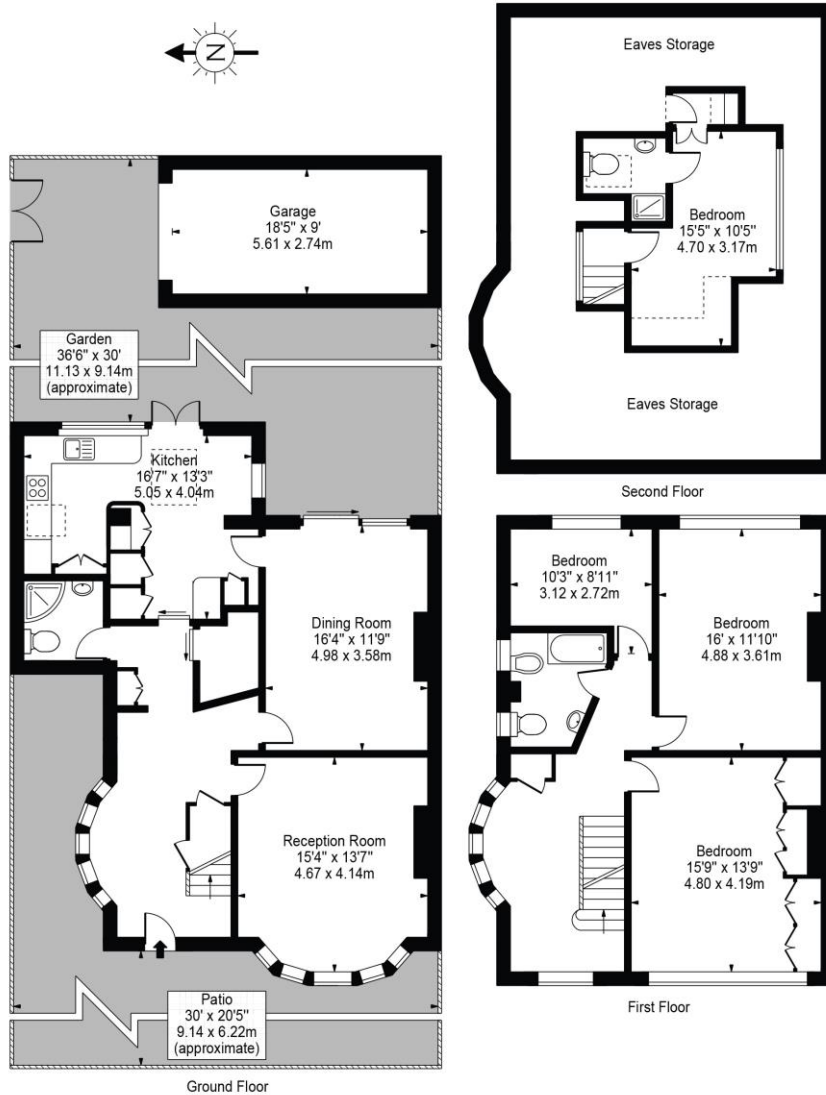 N
Garage
18'5" x 9'
5.61 x 2.74m
Garden
36'6" x 30'
11.13 x 9.14m
(approximate)
Kitchen
16'7" x 13'3"
5.05 x 4.04m
Dining Room
16'4" x 11'9"
4.98 x 3.58m
Reception Room
15'4" x 13'7"
4.67 x 4.14m
Patio
30' x 20'5"
9.14 x 6.22m
(approximate)
Ground Floor
Eaves Storage
Bedroom
15'5" x 10'5"
4.70 x 3.17m
Eaves Storage
Second Floor
Bedroom
10'3" x 8'11"
3.12 x 2.72m
Bedroom
16' x 11'10"
4.88 x 3.61m
Bedroom
15'9" x 13'9"
4.80 x 4.19m
First Floor